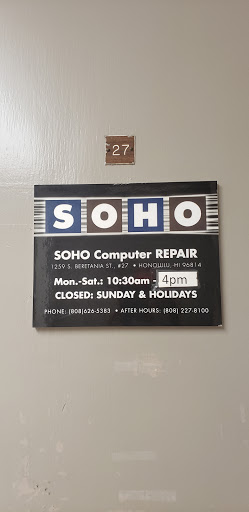 27
SOHO
SOHO Computer REPAIR
1259 S. BERETANIA ST., #27 • HONOLULU, HI 96814
Mon.-Sat.: 10:30am - 4pm
CLOSED: SUNDAY & HOLIDAYS
PHONE: (808)626-5383 • AFTER HOURS: (808) 227-8100